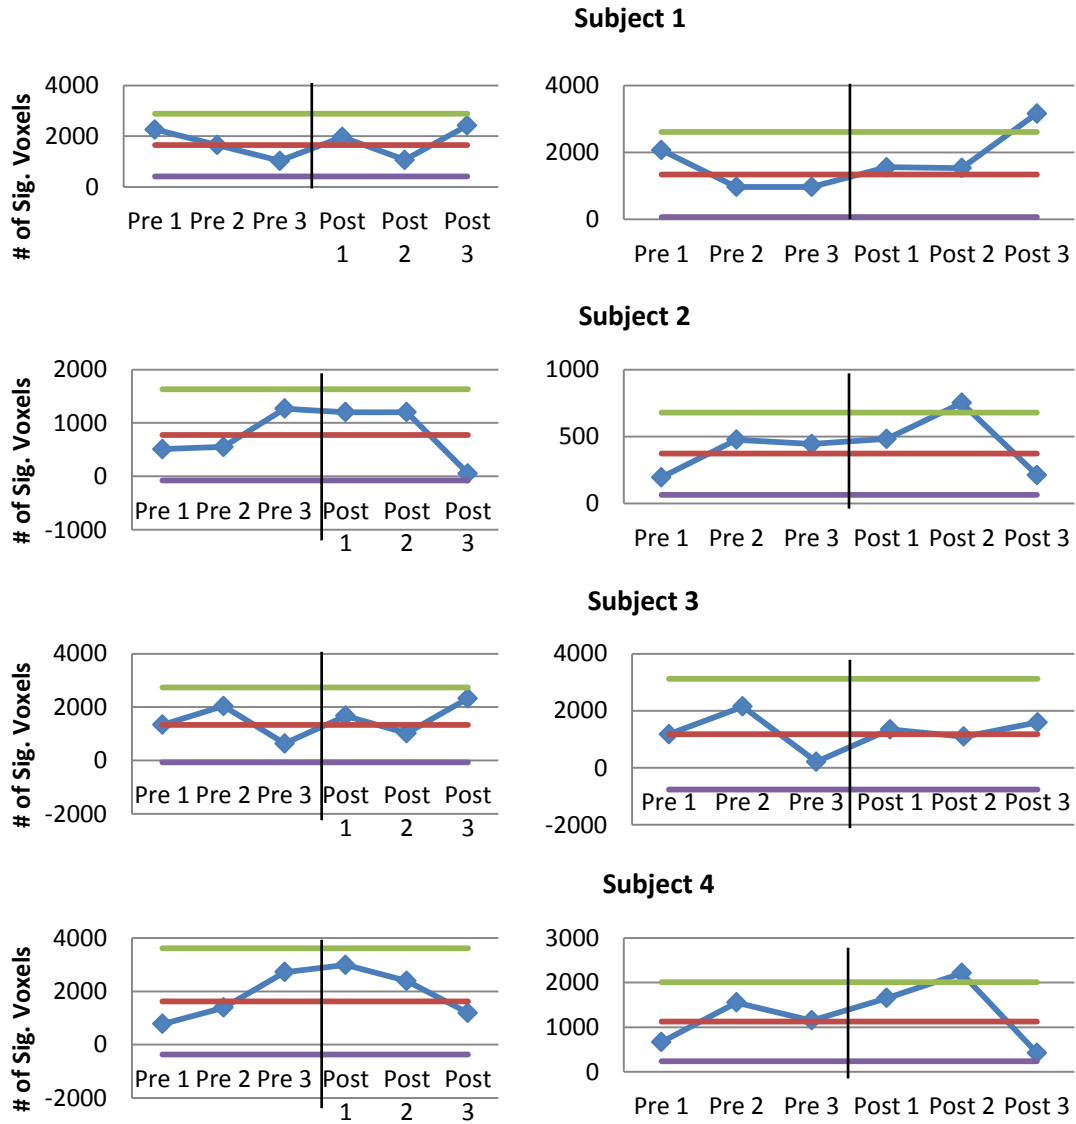 Subject 1
# of Sig. Voxels
4000
2000
0
Pre 1 Pre 2 Pre 3 Post 1 Post 2 Post 3
4000
2000
0
Pre 1 Pre 2 Pre 3 Post 1 Post 2 Post 3
Subject 2
# of Sig. Voxels
2000
1000
0
-1000
Pre 1 Pre 2 Pre 3 Post 1 Post 2 Post 3
1000
500
0
Pre 1 Pre 2 Pre 3 Post 1 Post 2 Post 3
Subject 3
# of Sig. Voxels
4000
2000
0
-2000
Pre 1 Pre 2 Pre 3 Post 1 Post 2 Post 3
4000
2000
0
-2000
Pre 1 Pre 2 Pre 3 Post 1 Post 2 Post 3
Subject 4
# of Sig. Voxels
4000
2000
0
-2000
Pre 1 Pre 2 Pre 3 Post 1 Post 2 Post 3
3000
2000
1000
0
Pre 1 Pre 2 Pre 3 Post 1 Post 2 Post 3